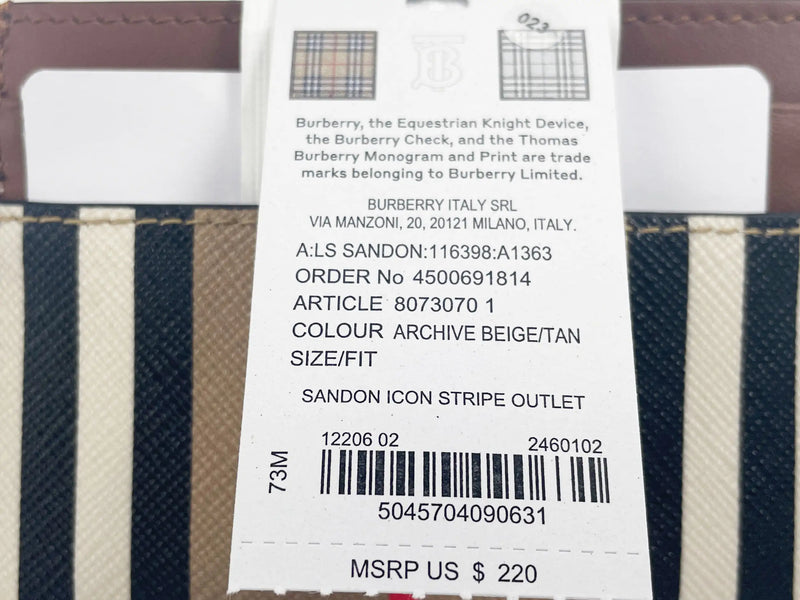 023
TB
Burberry, the Equestrian Knight Device,
the Burberry Check, and the Thomas
Burberry Monogram and Print are trade
marks belonging to Burberry Limited.
BURBERRY ITALY SRL
VIA MANZONI, 20, 20121 MILANO, ITALY.
A:LS SANDON:116398:A1363
ORDER No 4500691814
ARTICLE 8073070 1
COLOUR ARCHIVE BEIGE/TAN
SIZE/FIT
SANDON ICON STRIPE OUTLET
12206 02 2460102
73M
5045704090631
MSRP US $ 220